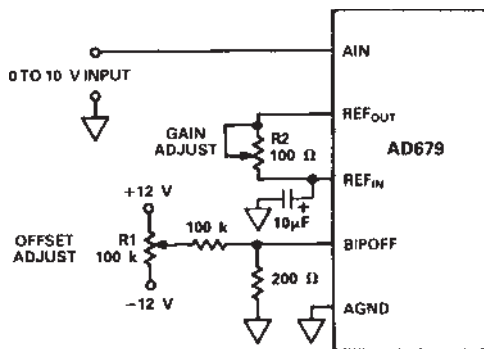 AIN
0 TO 10 V INPUT
REFOUT
GAIN
ADJUST
R2
100 Ω
AD679
REFIN
+12 V
+
10µF
100 k
BIPOFF
OFFSET
ADJUST
R1
100 k
200 Ω
–12 V
AGND